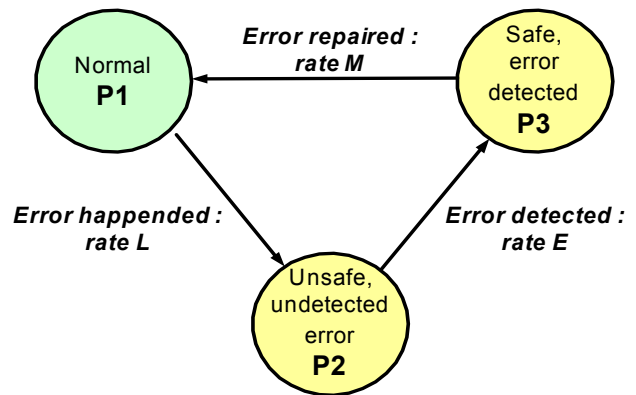 Normal
P1
Error repaired :
rate M
Safe,
error
detected
P3
Error happended :
rate L
Error detected :
rate E
Unsafe,
undetected
error
P2